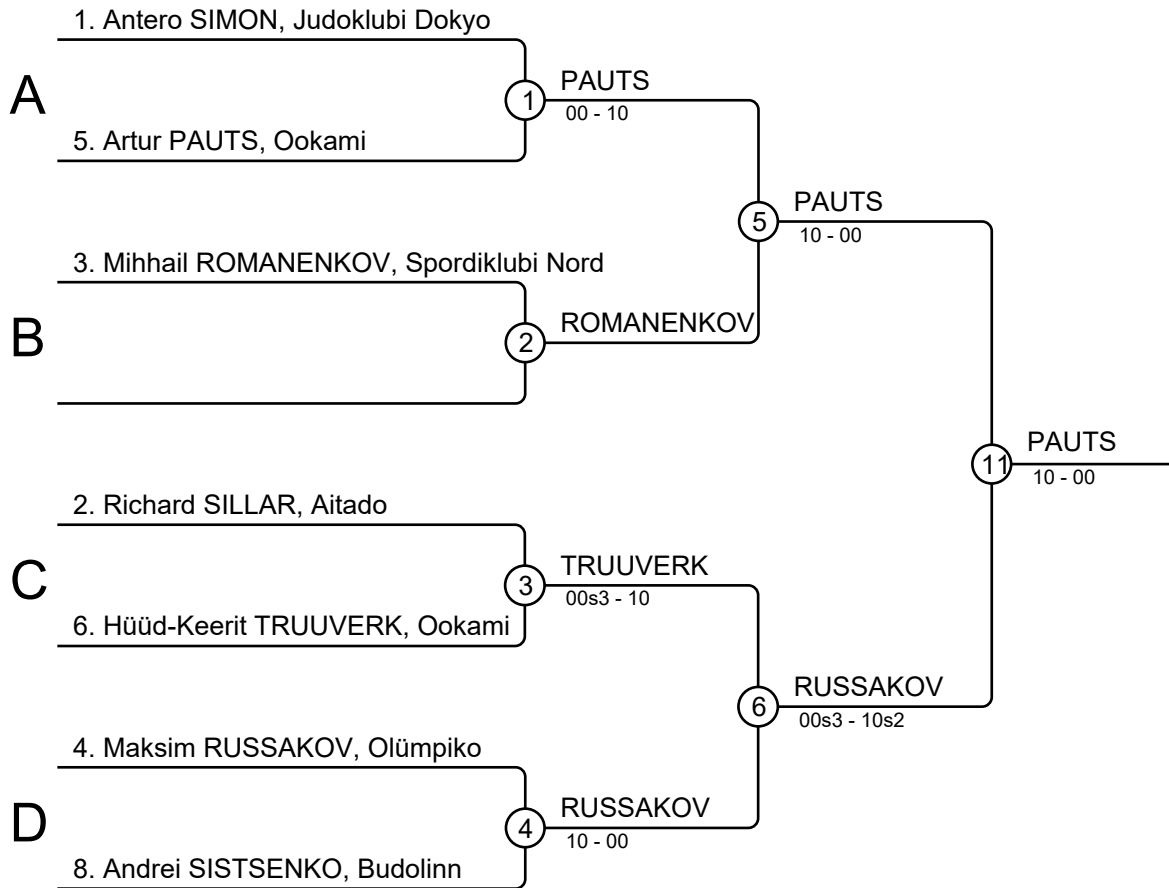 1. Antero SIMON, Judoklubi Dokyo
A
1
PAUTS
00 - 10
5. Artur PAUTS, Ookami
5
PAUTS
10 - 00
3. Mihhail ROMANENKOV, Spordiklubi Nord
B
2
ROMANENKOV
11
PAUTS
10 - 00
2. Richard SILLAR, Aitado
C
3
TRUUVERK
00s3 - 10
6. Hüüd-Keerit TRUUVERK, Ookami
6
RUSSAKOV
00s3 - 10s2
4. Maksim RUSSAKOV, Olümpiko
D
4
RUSSAKOV
10 - 00
8. Andrei SISTSENKO, Budolinn